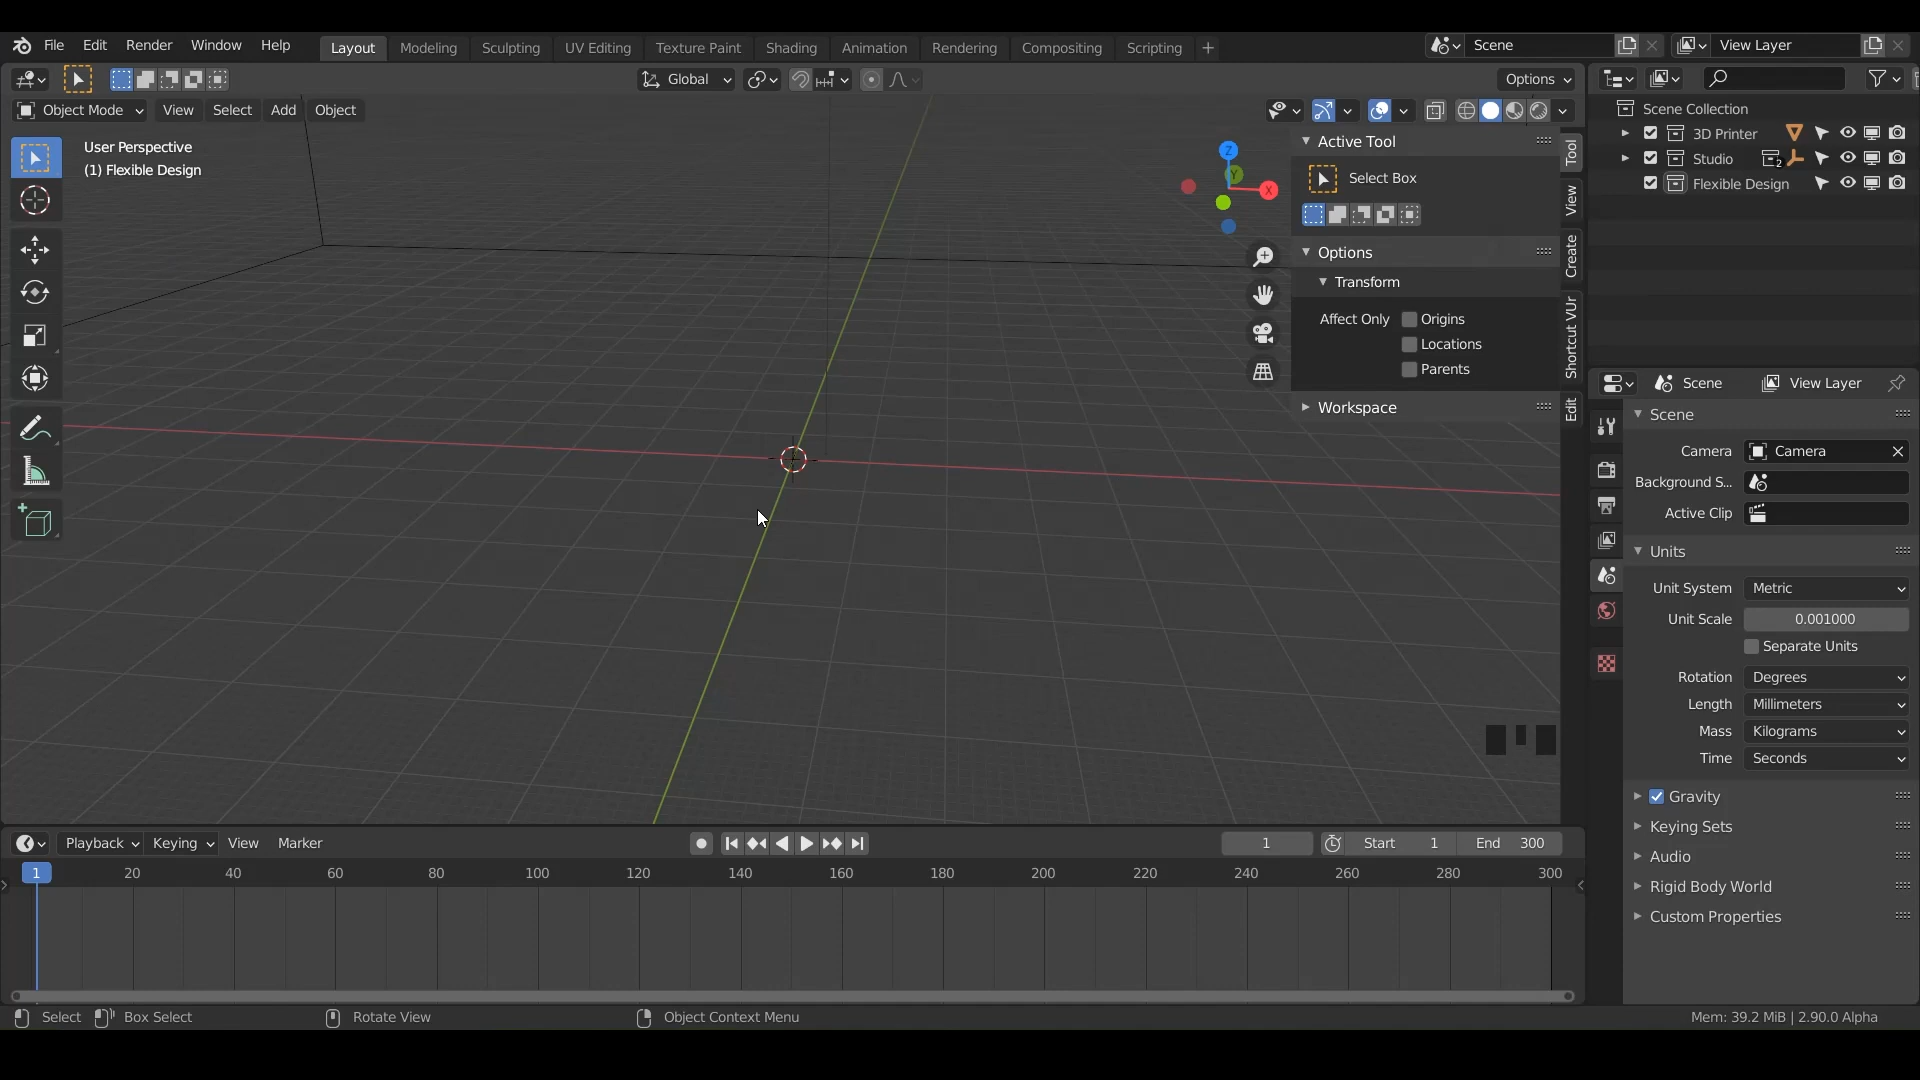 File Edit Render Window Help Layout Modeling Sculpting UV Editing Texture Paint Shading Animation Rendering Compositing Scripting + Scene View Layer
Global Options
Object Mode View Select Add Object
User Perspective
(1) Flexible Design
Z
Y
X
Active Tool
Select Box
Options
Transform
Affect Only Origins
Locations
Parents
Workspace
Tool
View
Create
Shortcut VUr
Edit
Scene Collection
3D Printer
Studio 2
Flexible Design
Scene View Layer
Scene
Camera Camera
Background S...
Active Clip
Units
Unit System Metric
Unit Scale 0.001000
Separate Units
Rotation Degrees
Length Millimeters
Mass Kilograms
Time Seconds
Gravity
Keying Sets
Audio
Rigid Body World
Custom Properties
Playback Keying View Marker 1 Start 1 End 300
1 20 40 60 80 100 120 140 160 180 200 220 240 260 280 300
Select Box Select Rotate View Object Context Menu Mem: 39.2 MiB | 2.90.0 Alpha